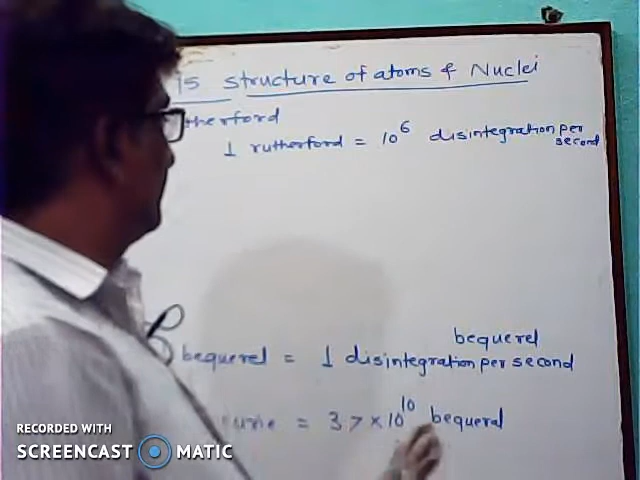 15 structure of atoms & Nuclei
therford
1 rutherford = 10^6 disintegration per second
bequerel
bequerel = 1 disintegration per second
curie = 3.7 × 10^10 bequeral
RECORDED WITH
SCREENCAST MATIC